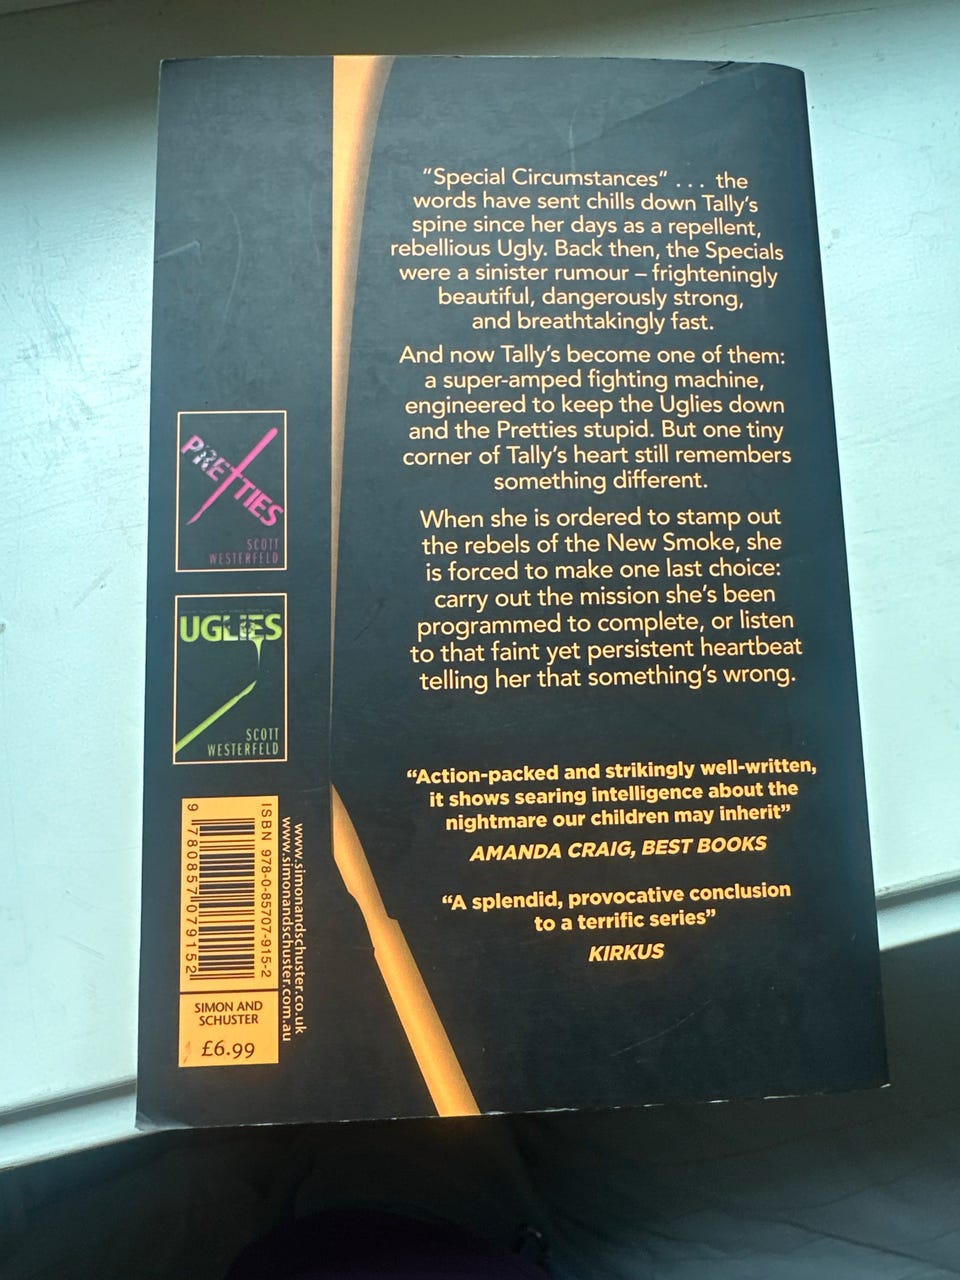 "Special Circumstances" . . . the
words have sent chills down Tally's
spine since her days as a repellent,
rebellious Ugly. Back then, the Specials
were a sinister rumour – frighteningly
beautiful, dangerously strong,
and breathtakingly fast.
And now Tally's become one of them:
a super-amped fighting machine,
engineered to keep the Uglies down
and the Pretties stupid. But one tiny
corner of Tally's heart still remembers
something different.
When she is ordered to stamp out
the rebels of the New Smoke, she
is forced to make one last choice:
carry out the mission she's been
programmed to complete, or listen
to that faint yet persistent heartbeat
telling her that something's wrong.
"Action-packed and strikingly well-written,
it shows searing intelligence about the
nightmare our children may inherit"
AMANDA CRAIG, BEST BOOKS
"A splendid, provocative conclusion
to a terrific series"
KIRKUS
PRETTIES
SCOTT
WESTERFELD
UGLIES
SCOTT
WESTERFELD
ISBN 978-0-85707-915-2
9 780857 079152
www.simonandschuster.co.uk
www.simonandschuster.com.au
SIMON AND
SCHUSTER
£6.99